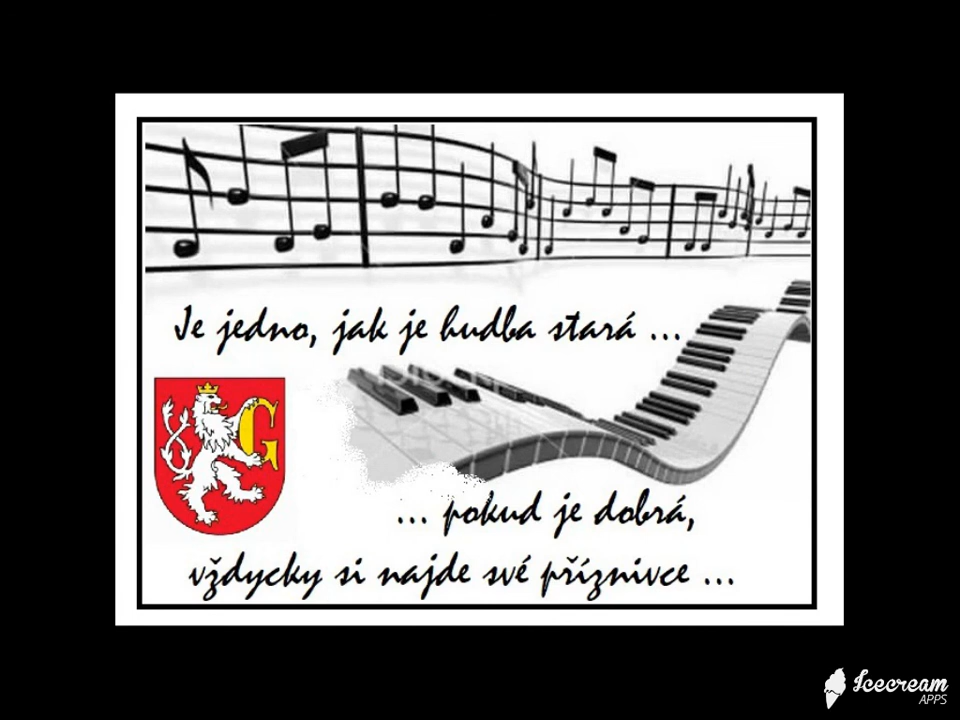 Je jedno, jak je hudba stará ...
G
... pokud je dobrá,
vždycky si najde své příznivce ...
Icecream
APPS